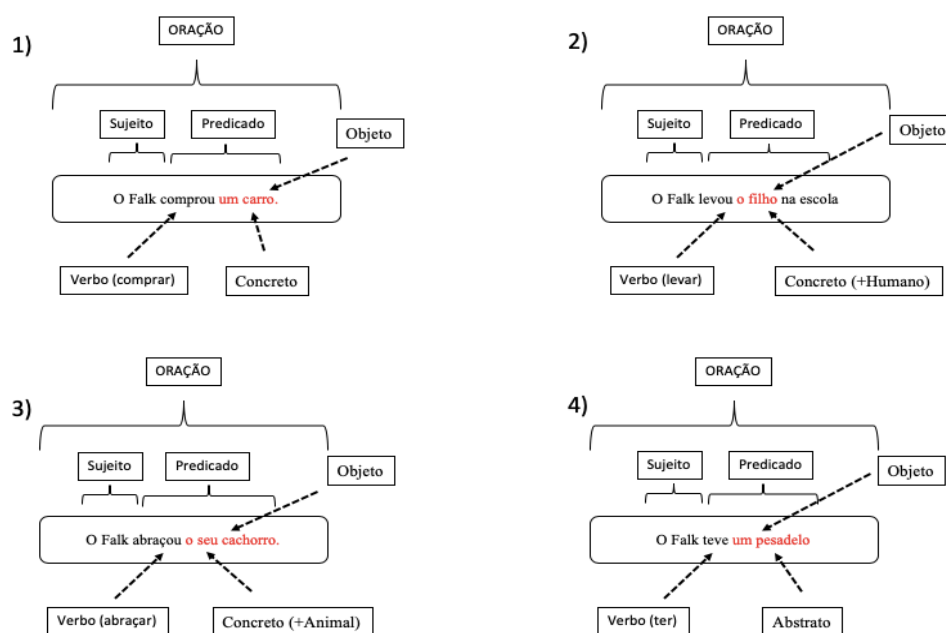 1)
ORAÇÃO
Sujeito
Predicado
Objeto
O Falk comprou um carro.
Verbo (comprar)
Concreto
2)
ORAÇÃO
Sujeito
Predicado
Objeto
O Falk levou o filho na escola
Verbo (levar)
Concreto (+Humano)
3)
ORAÇÃO
Sujeito
Predicado
Objeto
O Falk abraçou o seu cachorro.
Verbo (abraçar)
Concreto (+Animal)
4)
ORAÇÃO
Sujeito
Predicado
Objeto
O Falk teve um pesadelo
Verbo (ter)
Abstrato